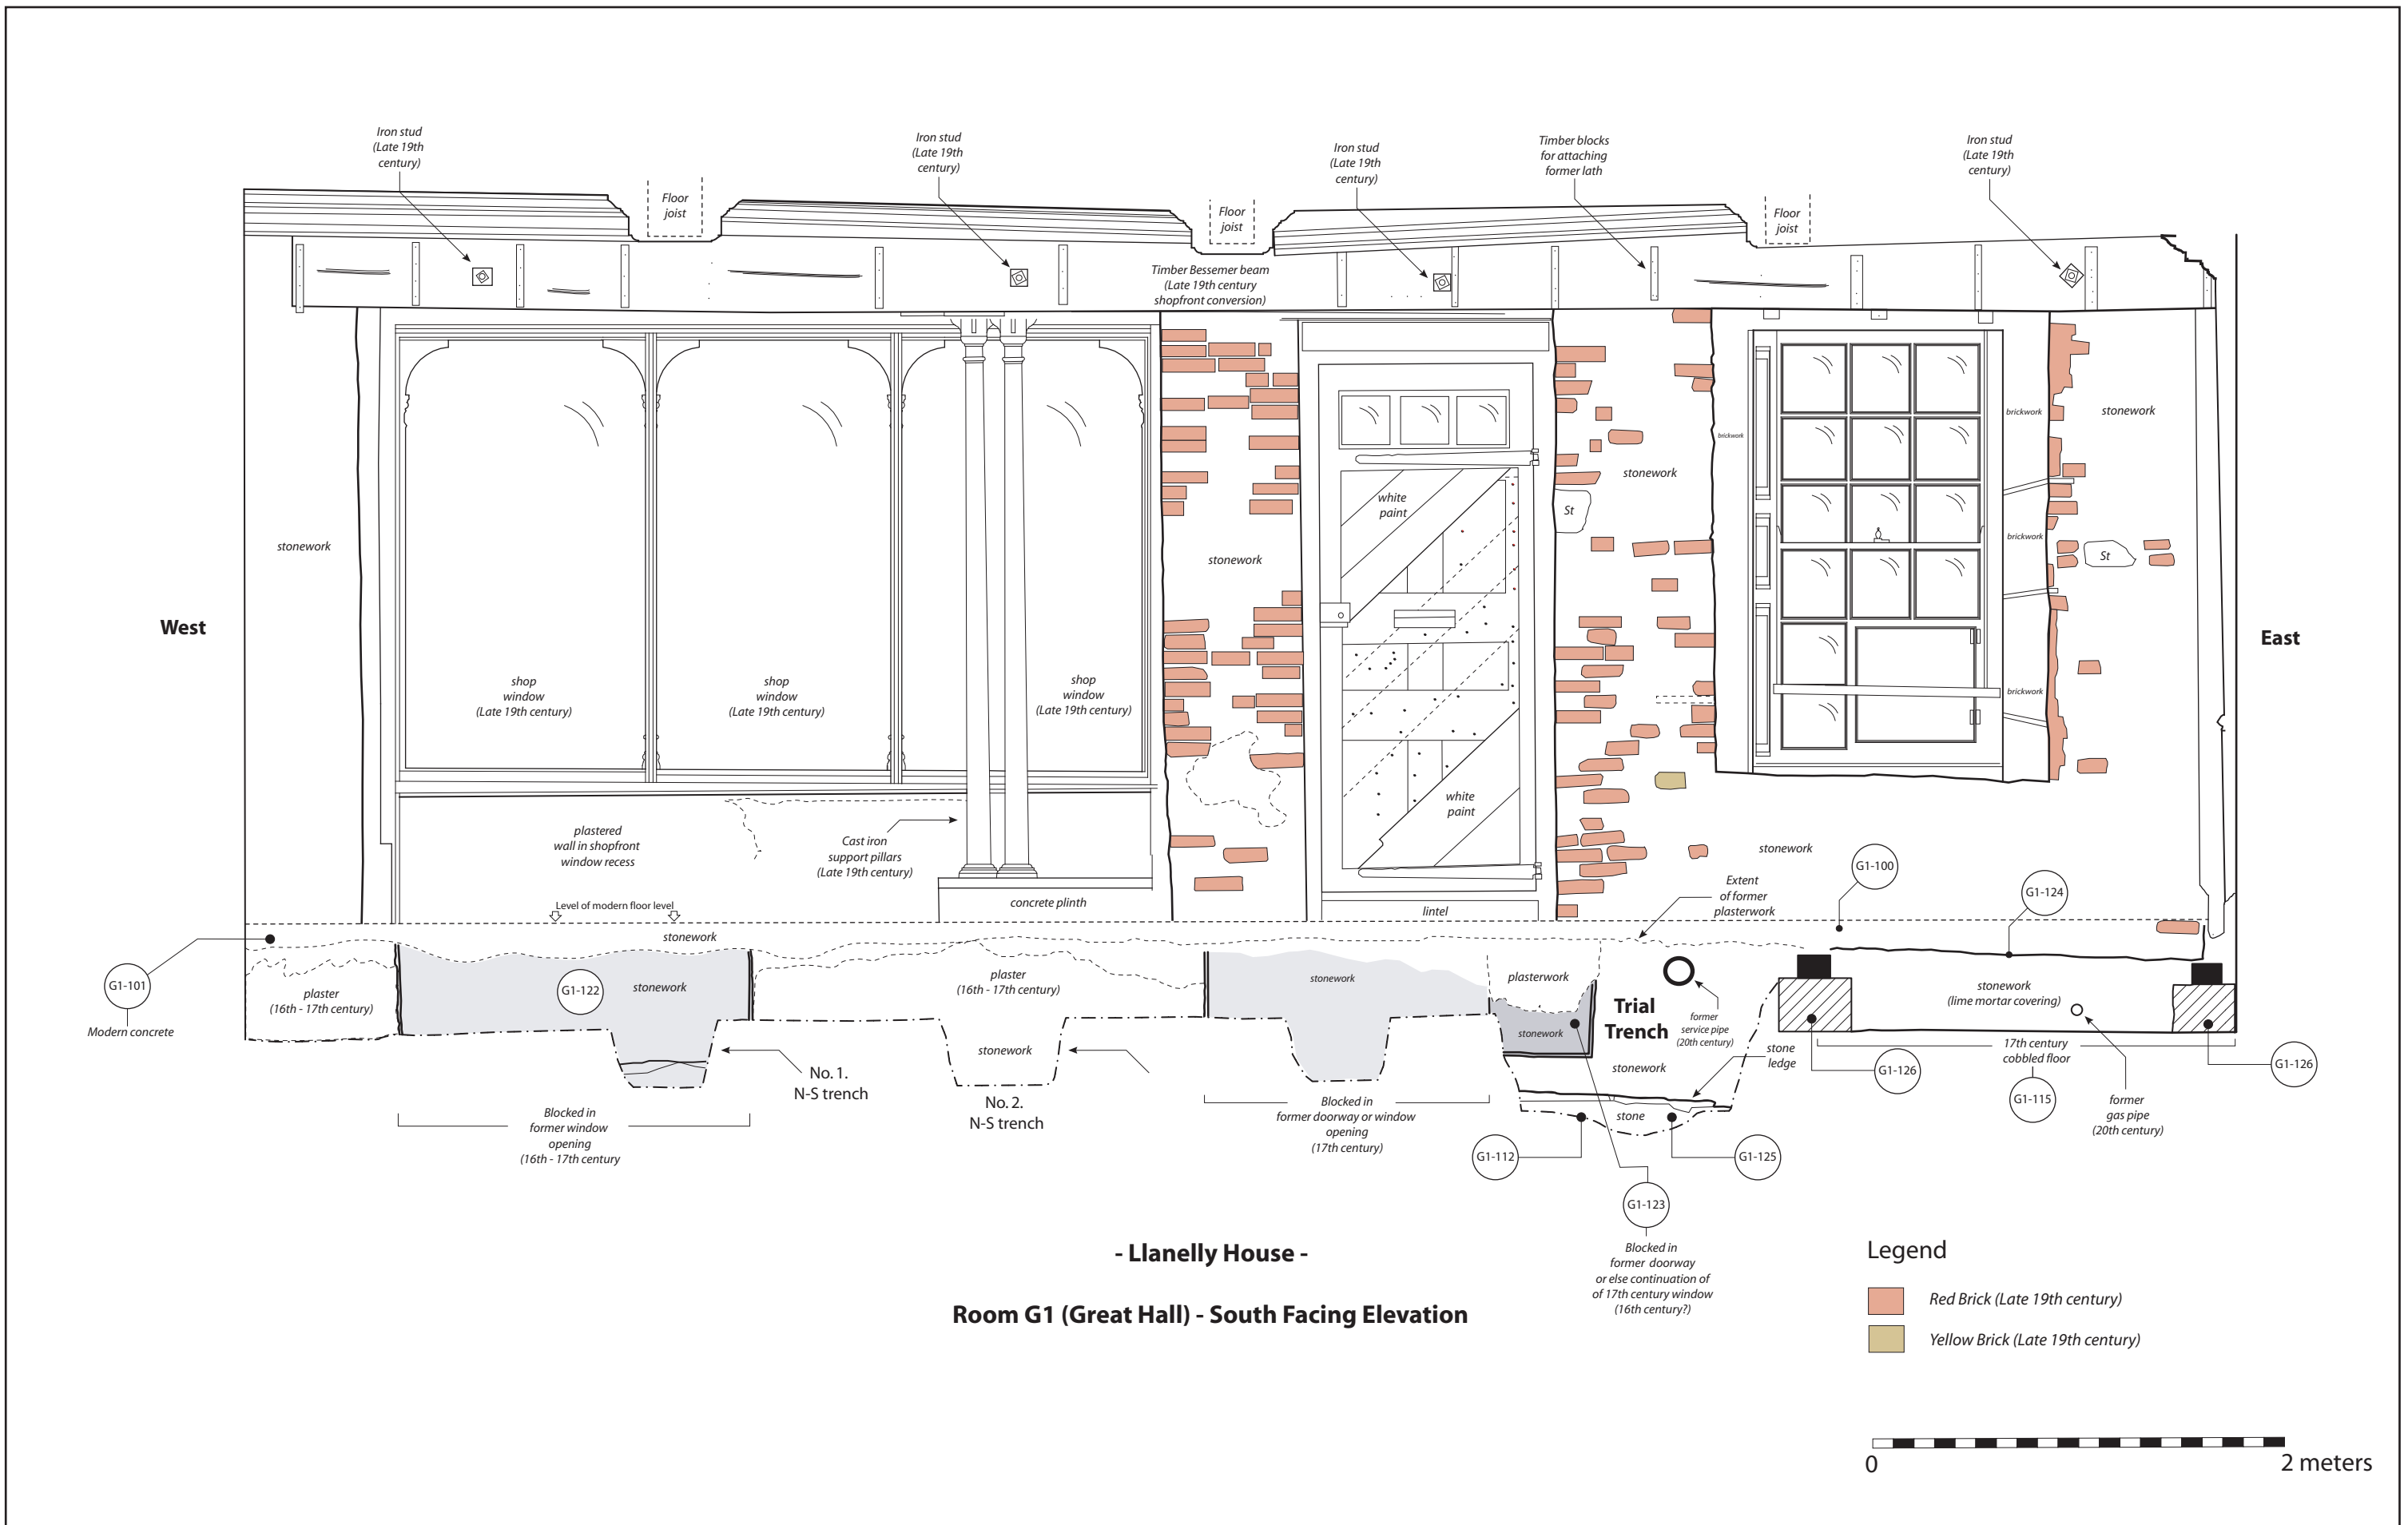 Iron stud
(Late 19th
century)
Iron stud
(Late 19th
century)
Iron stud
(Late 19th
century)
Timber blocks
for attaching
former lath
Iron stud
(Late 19th
century)
Floor
joist
Floor
joist
Floor
joist
Timber Bessemer beam
(Late 19th century
shopfront conversion)
West
East
stonework
shop
window
(Late 19th century)
shop
window
(Late 19th century)
shop
window
(Late 19th century)
stonework
white
paint
white
paint
St
stonework
brickwork
brickwork
brickwork
brickwork
stonework
St
plastered
wall in shopfront
window recess
Cast iron
support pillars
(Late 19th century)
concrete plinth
lintel
Level of modern floor level
stonework
Extent
of former
plasterwork
stonework
G1-100
G1-124
G1-101
Modern concrete
plaster
(16th - 17th century)
G1-122
stonework
plaster
(16th - 17th century)
stonework
stonework
plasterwork
stonework
Trial
Trench
former
service pipe
(20th century)
stonework
stone
ledge
stone
stonework
(lime mortar covering)
17th century
cobbled floor
G1-115
G1-126
G1-126
former
gas pipe
(20th century)
No. 1.
N-S trench
No. 2.
N-S trench
Blocked in
former window
opening
(16th - 17th century
Blocked in
former doorway or window
opening
(17th century)
G1-112
G1-125
G1-123
Blocked in
former doorway
or else continuation of
of 17th century window
(16th century?)
- Llanelly House -
Room G1 (Great Hall) - South Facing Elevation
Legend
Red Brick (Late 19th century)
Yellow Brick (Late 19th century)
0
2 meters